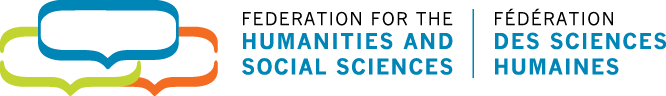 FEDERATION FOR THE
HUMANITIES AND
SOCIAL SCIENCES
FÉDÉRATION
DES SCIENCES
HUMAINES